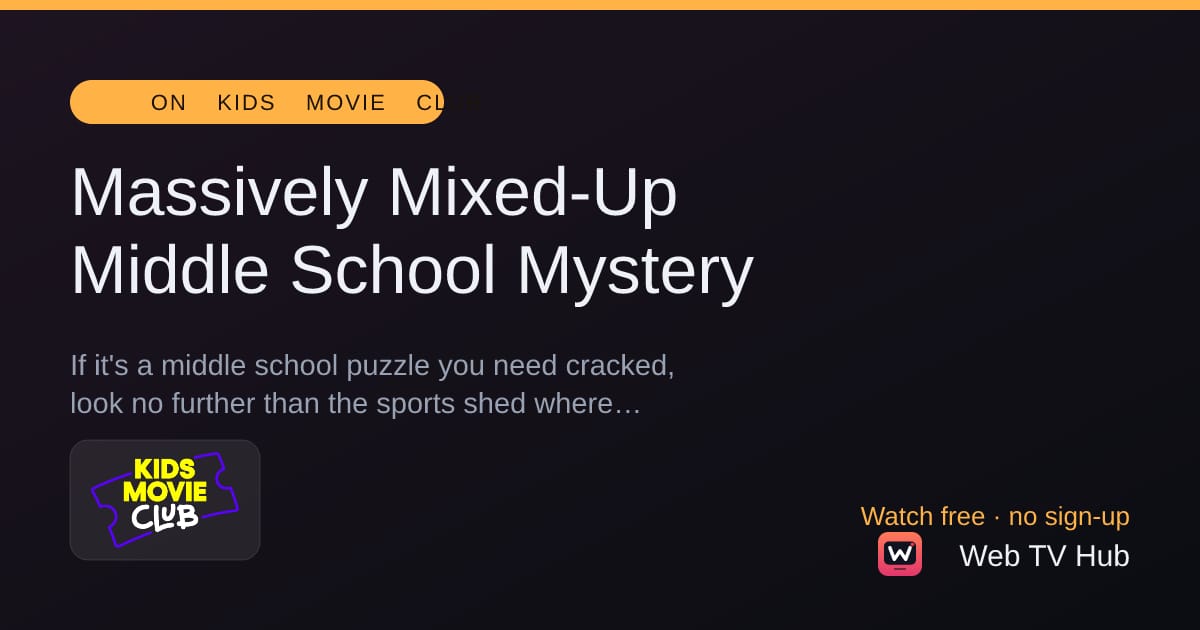 ON KIDS MOVIE CLUB
Massively Mixed-Up
Middle School Mystery
If it's a middle school puzzle you need cracked,
look no further than the sports shed where…
KIDS
MOVIE
CLUB
Watch free · no sign-up
W
Web TV Hub